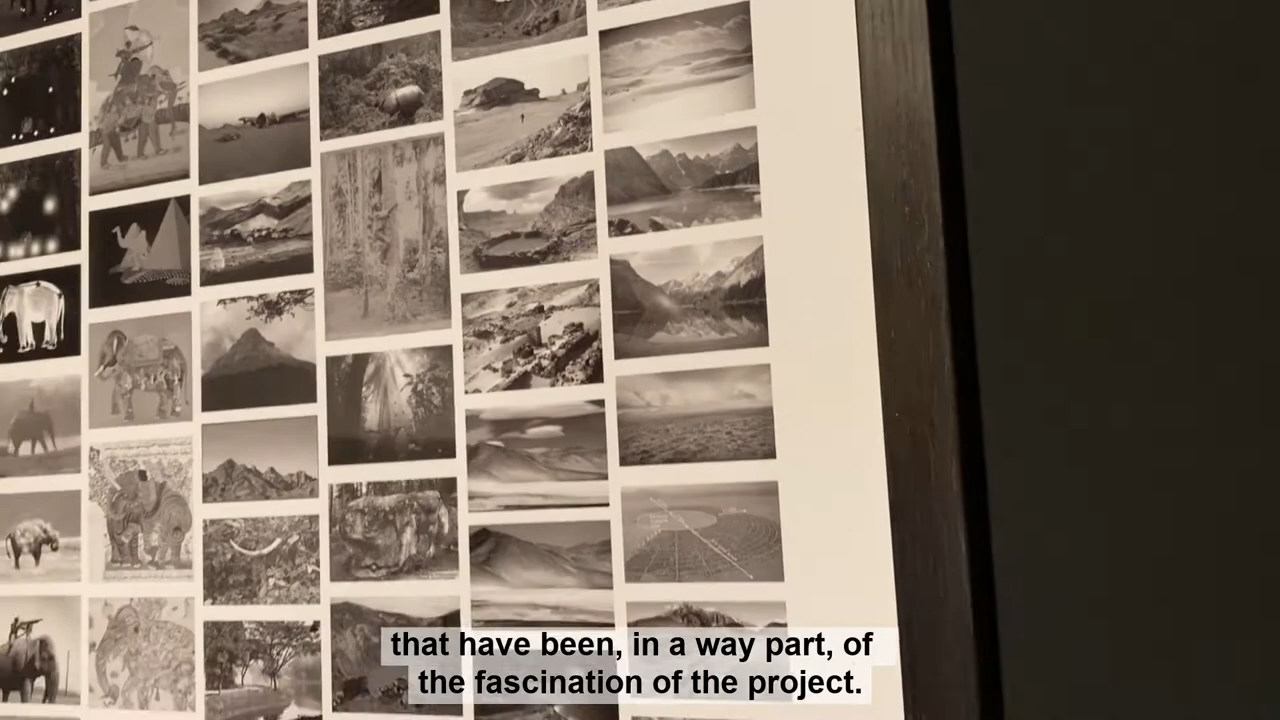 that have been, in a way part, of
the fascination of the project.